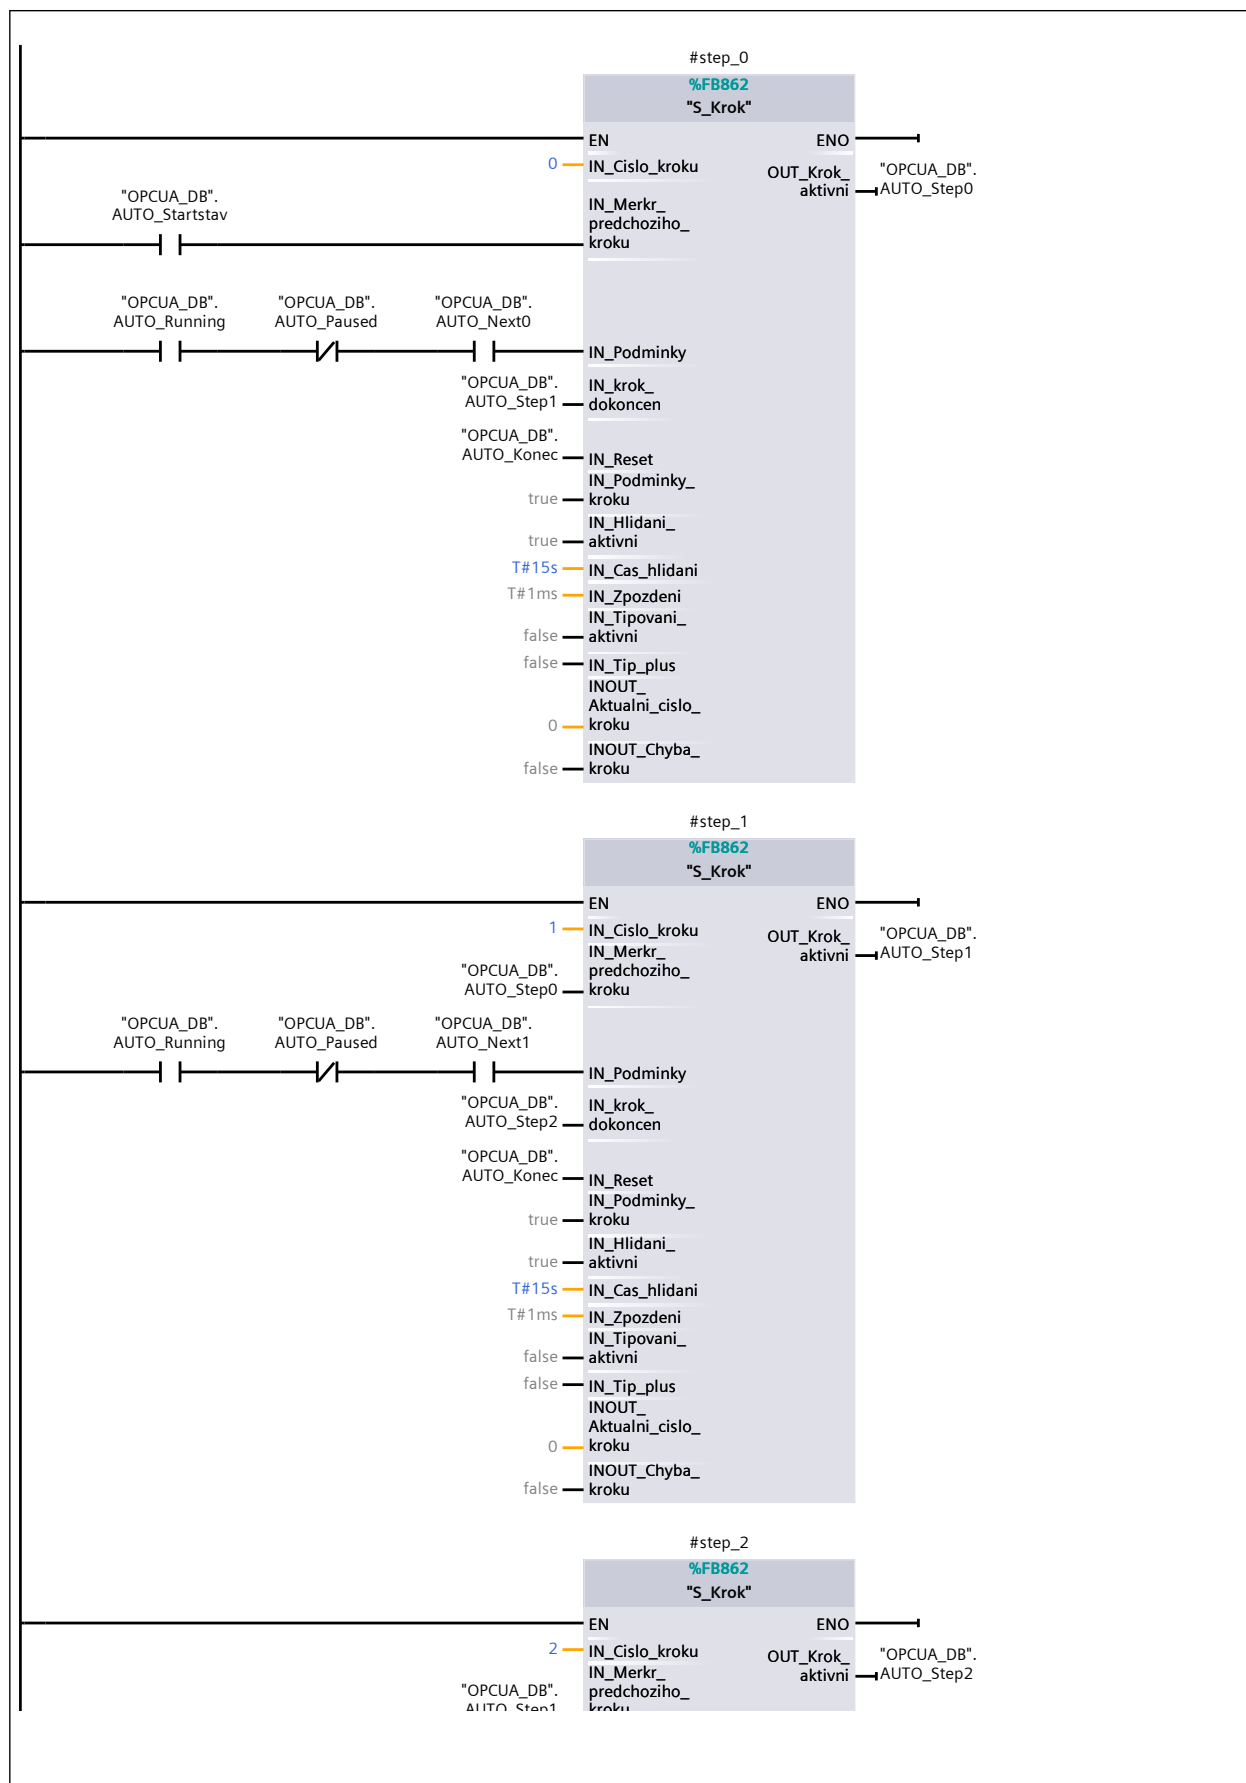 #step_0
%FB862
"S_Krok"
EN
ENO
0
IN_Cislo_kroku
OUT_Krok_
aktivni
"OPCUA_DB".
AUTO_Step0
"OPCUA_DB".
AUTO_Startstav
IN_Merkr_
predchoziho_
kroku
"OPCUA_DB".
AUTO_Running
"OPCUA_DB".
AUTO_Paused
"OPCUA_DB".
AUTO_Next0
IN_Podminky
"OPCUA_DB".
AUTO_Step1
IN_krok_
dokoncen
"OPCUA_DB".
AUTO_Konec
IN_Reset
true
IN_Podminky_
kroku
true
IN_Hlidani_
aktivni
T#15s
IN_Cas_hlidani
T#1ms
IN_Zpozdeni
false
IN_Tipovani_
aktivni
false
IN_Tip_plus
0
INOUT_
Aktualni_cislo_
kroku
false
INOUT_Chyba_
kroku
#step_1
%FB862
"S_Krok"
EN
ENO
1
IN_Cislo_kroku
OUT_Krok_
aktivni
"OPCUA_DB".
AUTO_Step1
"OPCUA_DB".
AUTO_Step0
IN_Merkr_
predchoziho_
kroku
"OPCUA_DB".
AUTO_Running
"OPCUA_DB".
AUTO_Paused
"OPCUA_DB".
AUTO_Next1
IN_Podminky
"OPCUA_DB".
AUTO_Step2
IN_krok_
dokoncen
"OPCUA_DB".
AUTO_Konec
IN_Reset
true
IN_Podminky_
kroku
true
IN_Hlidani_
aktivni
T#15s
IN_Cas_hlidani
T#1ms
IN_Zpozdeni
false
IN_Tipovani_
aktivni
false
IN_Tip_plus
0
INOUT_
Aktualni_cislo_
kroku
false
INOUT_Chyba_
kroku
#step_2
%FB862
"S_Krok"
EN
ENO
2
IN_Cislo_kroku
OUT_Krok_
aktivni
"OPCUA_DB".
AUTO_Step2
"OPCUA_DB".
AUTO_Step1
IN_Merkr_
predchoziho_
kroku